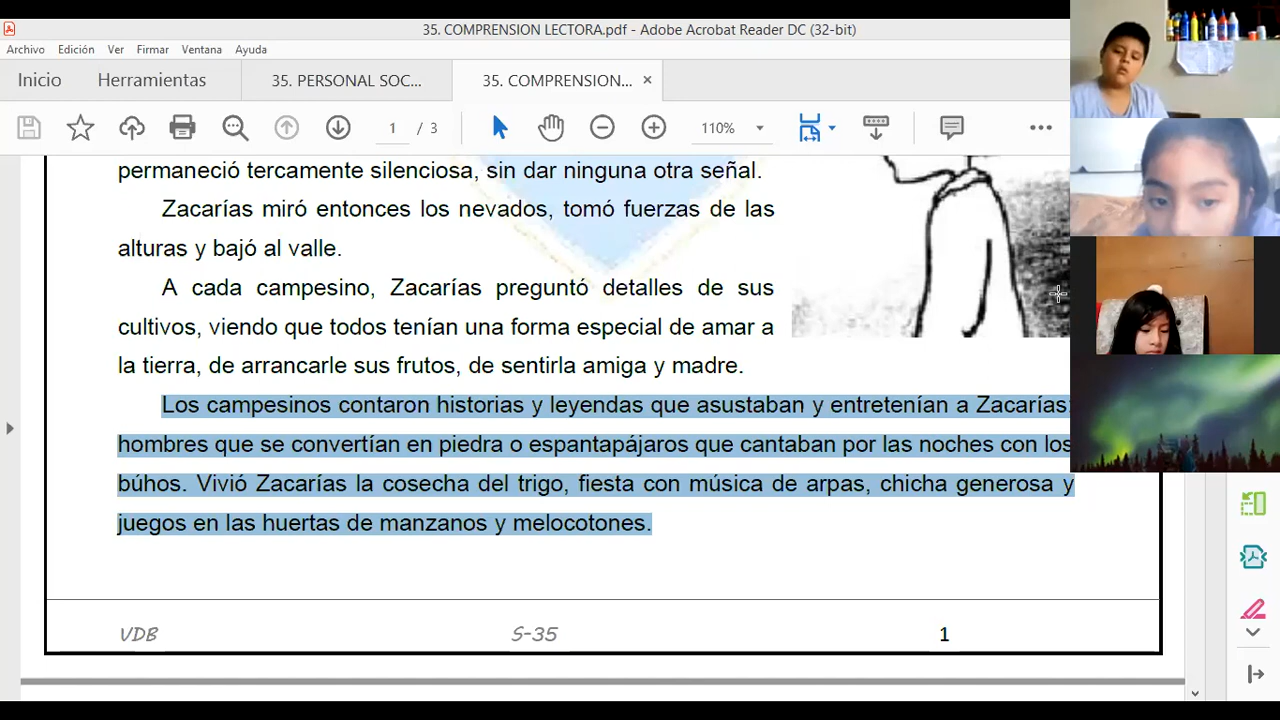 35. COMPRENSION LECTORA.pdf - Adobe Acrobat Reader DC (32-bit)
Archivo Edición Ver Firmar Ventana Ayuda
Inicio Herramientas 35. PERSONAL SOC... 35. COMPRENSION... ×
1 / 3 110%
permaneció tercamente silenciosa, sin dar ninguna otra señal.
Zacarías miró entonces los nevados, tomó fuerzas de las
alturas y bajó al valle.
A cada campesino, Zacarías preguntó detalles de sus
cultivos, viendo que todos tenían una forma especial de amar a
la tierra, de arrancarle sus frutos, de sentirla amiga y madre.
Los campesinos contaron historias y leyendas que asustaban y entretenían a Zacarías:
hombres que se convertían en piedra o espantapájaros que cantaban por las noches con los
búhos. Vivió Zacarías la cosecha del trigo, fiesta con música de arpas, chicha generosa y
juegos en las huertas de manzanos y melocotones.
VDB S-35 1